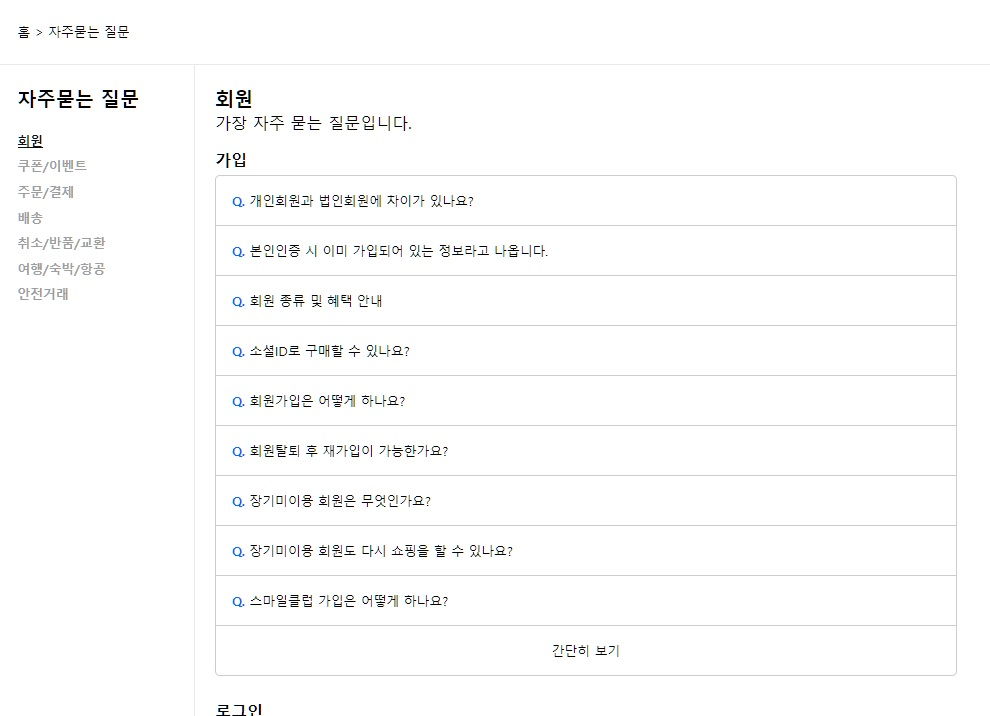 홈 > 자주묻는 질문
자주묻는 질문
회원
쿠폰/이벤트
주문/결제
배송
취소/반품/교환
여행/숙박/항공
안전거래
회원
가장 자주 묻는 질문입니다.
가입
Q. 개인회원과 법인회원에 차이가 있나요?
Q. 본인인증 시 이미 가입되어 있는 정보라고 나옵니다.
Q. 회원 종류 및 혜택 안내
Q. 소셜ID로 구매할 수 있나요?
Q. 회원가입은 어떻게 하나요?
Q. 회원탈퇴 후 재가입이 가능한가요?
Q. 장기미이용 회원은 무엇인가요?
Q. 장기미이용 회원도 다시 쇼핑을 할 수 있나요?
Q. 스마일클럽 가입은 어떻게 하나요?
간단히 보기
로그인